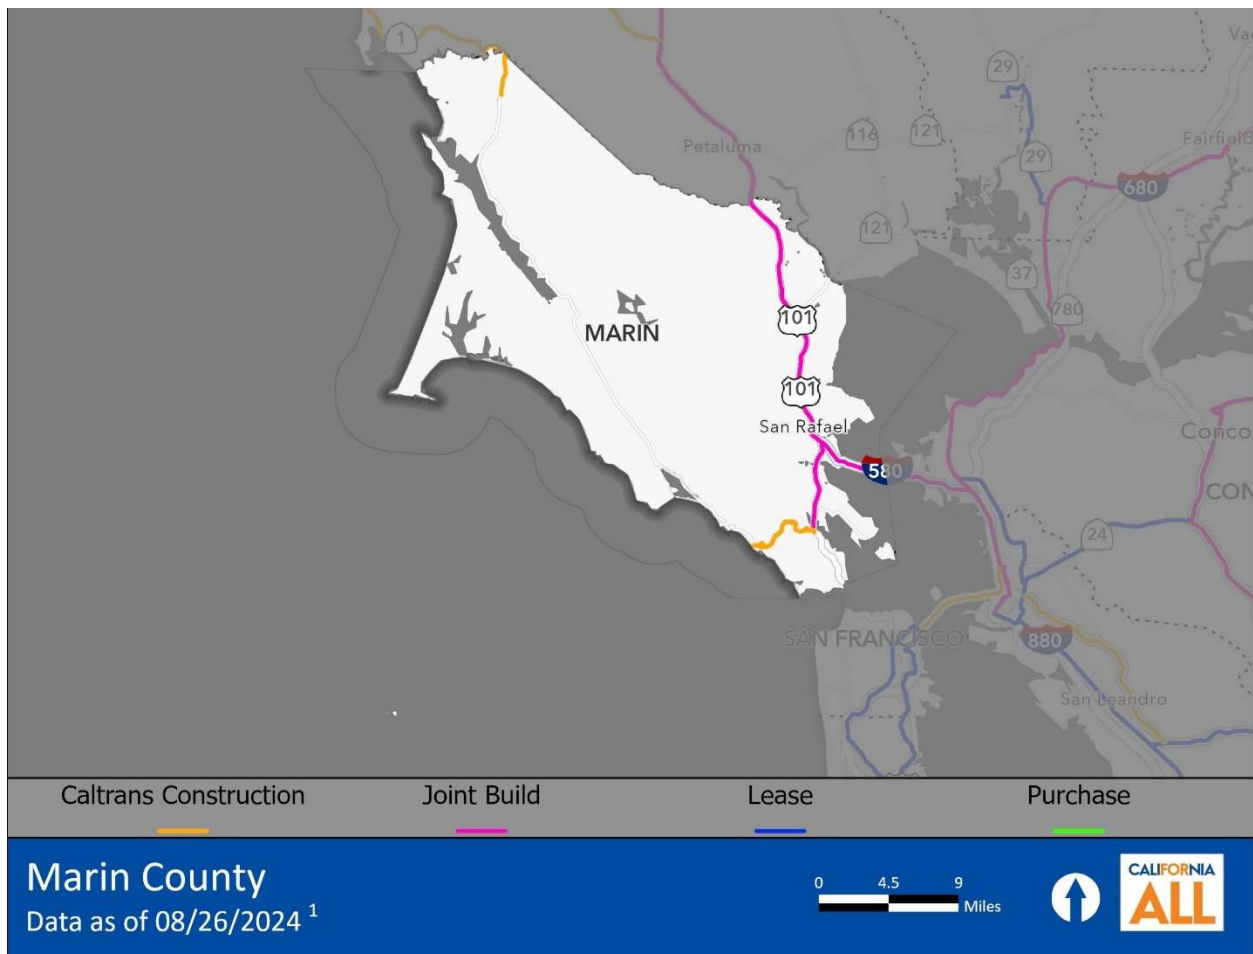 1
29
Va
Petaluma
116
121
29
Fairfield
680
121
37
780
101
MARIN
101
San Rafael
Conco
580
CON
24
SAN FRANCISCO
880
San Leandro
Caltrans Construction Joint Build Lease Purchase
Marin County
Data as of 08/26/2024 1
0 4.5 9
Miles
CALIFORNIA
ALL